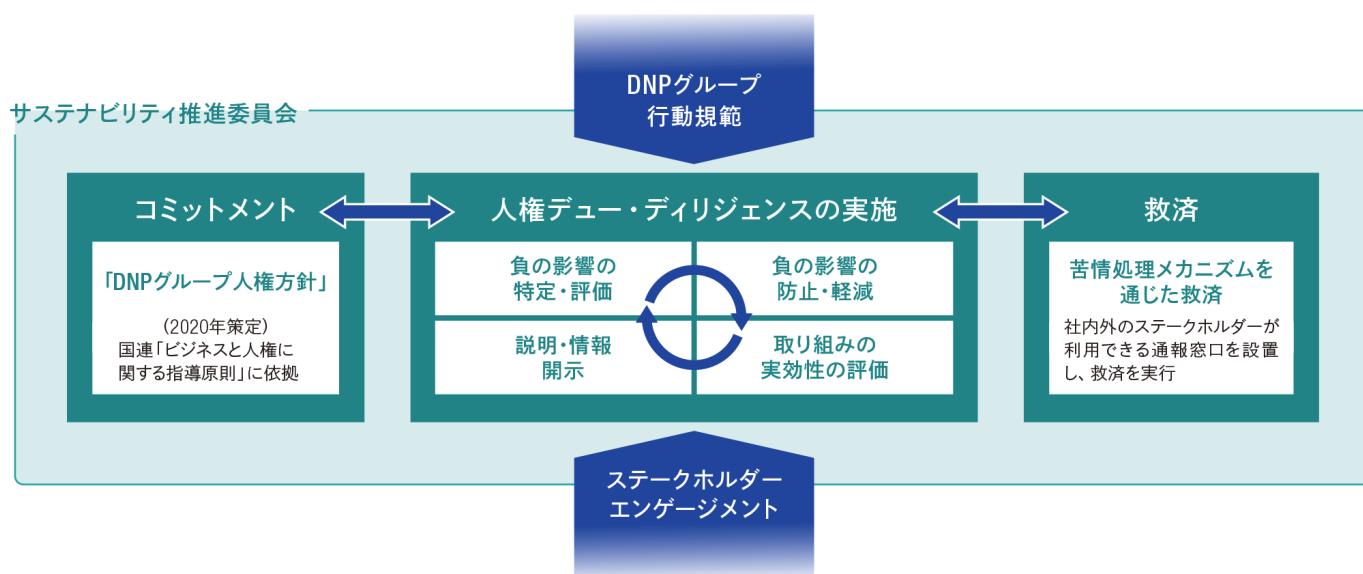 DNPグループ
行動規範
サステナビリティ推進委員会
コミットメント
「DNPグループ人権方針」
(2020年策定)
国連「ビジネスと人権に
関する指導原則」に依拠
人権デュー・ディリジェンスの実施
負の影響の
特定・評価
負の影響の
防止・軽減
説明・情報
開示
取り組みの
実効性の評価
救済
苦情処理メカニズムを
通じた救済
社内外のステークホルダーが
利用できる通報窓口を設置
し、救済を実行
ステークホルダー
エンゲージメント